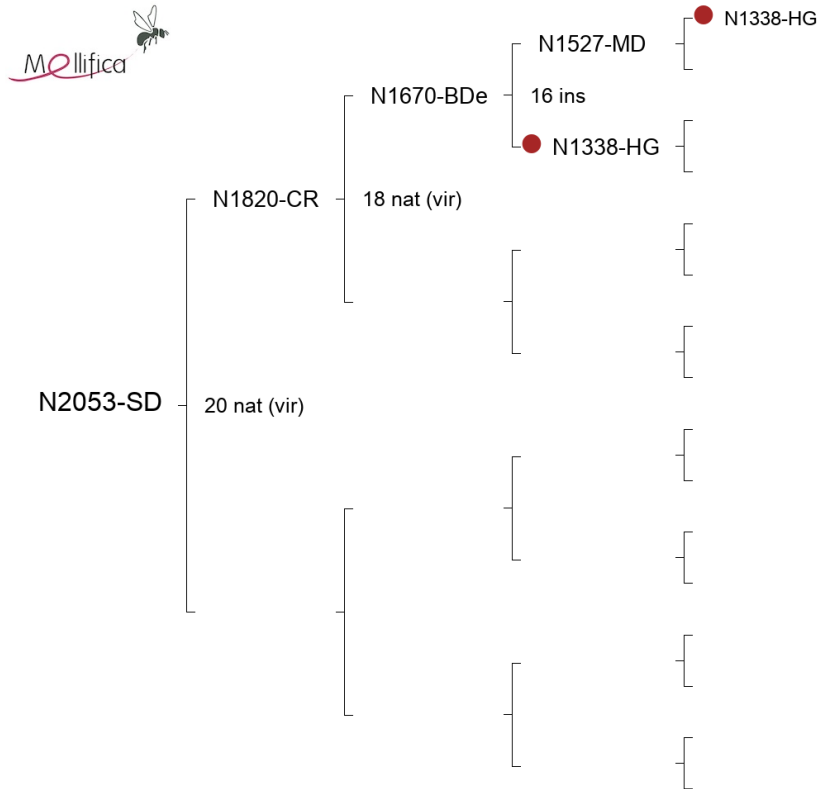 Mellifica
N1338-HG
N1527-MD
N1670-BDe
16 ins
N1338-HG
N1820-CR
18 nat (vir)
N2053-SD
20 nat (vir)